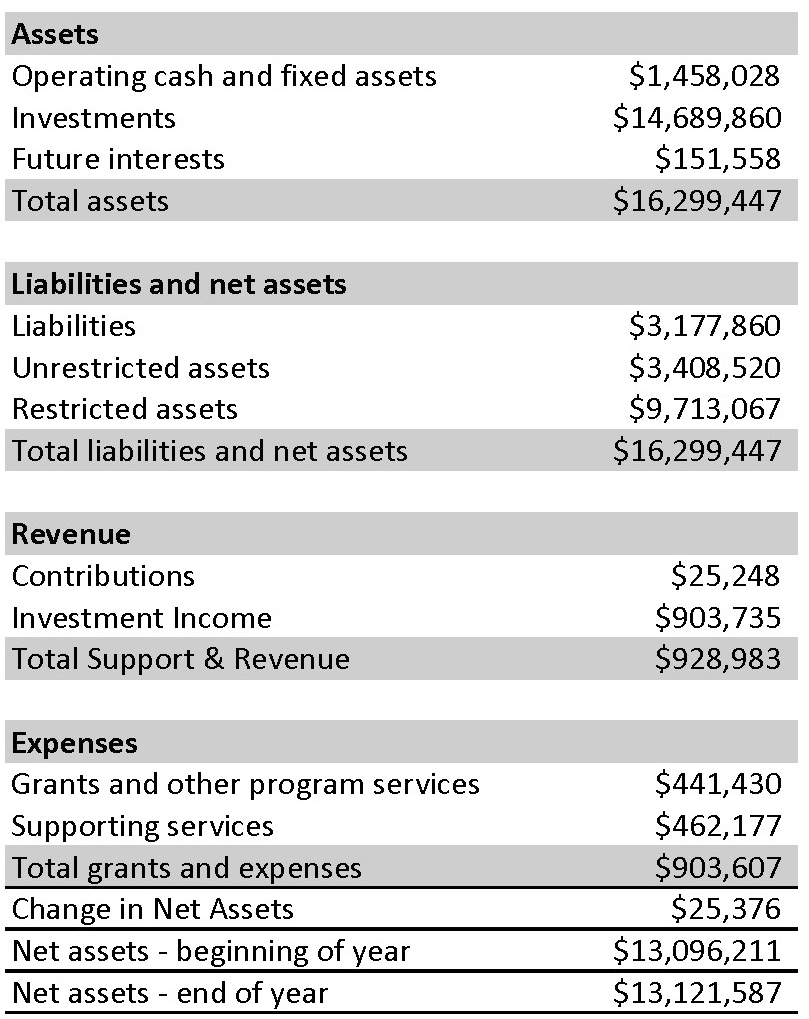 Assets
Operating cash and fixed assets $1,458,028
Investments $14,689,860
Future interests $151,558
Total assets $16,299,447
Liabilities and net assets
Liabilities $3,177,860
Unrestricted assets $3,408,520
Restricted assets $9,713,067
Total liabilities and net assets $16,299,447
Revenue
Contributions $25,248
Investment Income $903,735
Total Support & Revenue $928,983
Expenses
Grants and other program services $441,430
Supporting services $462,177
Total grants and expenses $903,607
Change in Net Assets $25,376
Net assets - beginning of year $13,096,211
Net assets - end of year $13,121,587